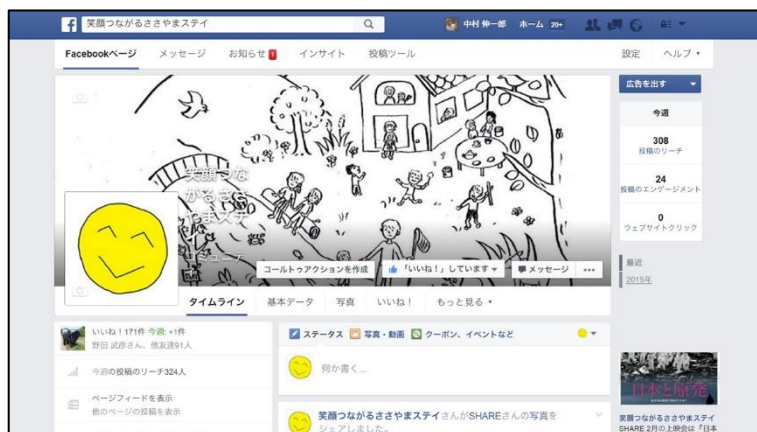 笑顔つながるささやまステイ
中村 伸一郎 ホーム 20+
Facebookページ メッセージ お知らせ 1 インサイト 投稿ツール 設定 ヘルプ
広告を出す
今週
308
投稿のリーチ
24
投稿のエンゲージメント
0
ウェブサイトクリック
最近
2015年
笑顔つな
がるささ
やまステ
イ
コミュニテ
コールトゥアクションを作成 「いいね!」しています メッセージ
タイムライン 基本データ 写真 いいね! もっと見る
いいね!171件 今週: +1件
野田 武彦さん、他友達91人
今週の投稿のリーチ324人
ページフィードを表示
他のページの投稿を表示
ステータス 写真・動画 クーポン、イベントなど
何か書く...
笑顔つながるささやまステイさんがSHAREさんの写真を
シェアしました。
日本と原発
笑顔つながるささやまステイ
SHARE 2月の上映会は『日本